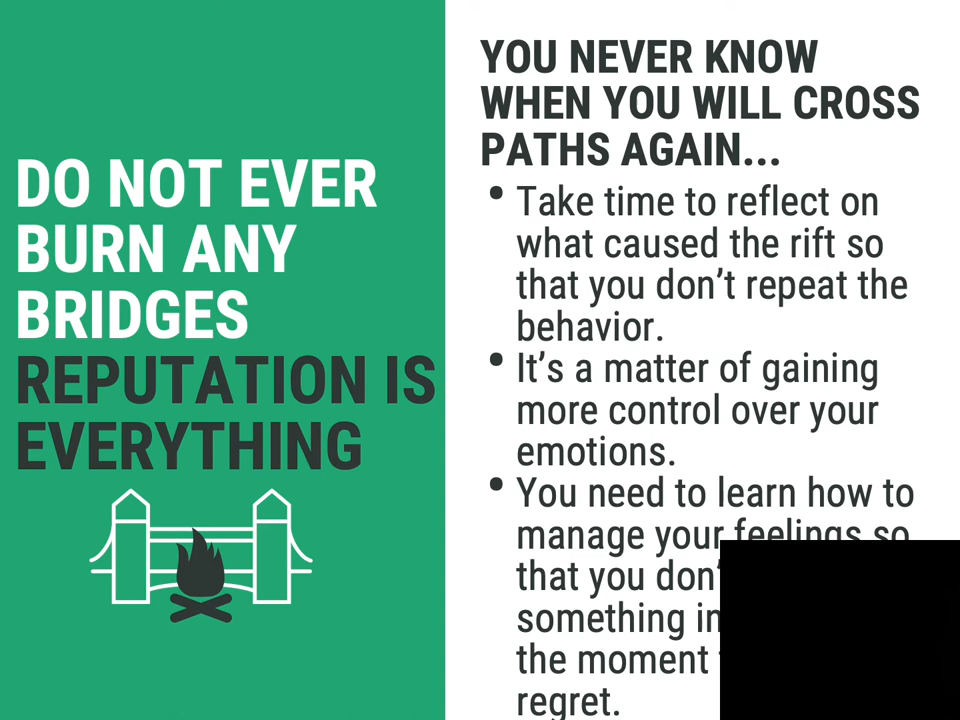 DO NOT EVER
BURN ANY
BRIDGES
REPUTATION IS
EVERYTHING
YOU NEVER KNOW
WHEN YOU WILL CROSS
PATHS AGAIN...
• Take time to reflect on
what caused the rift so
that you don’t repeat the
behavior.
• It’s a matter of gaining
more control over your
emotions.
• You need to learn how to
manage your feelings so
that you don’
something in
the moment
regret.